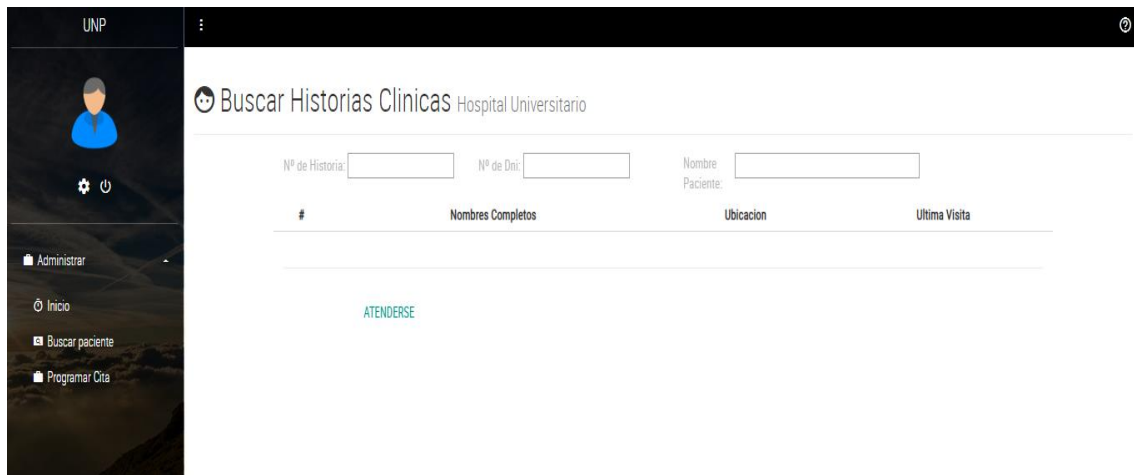 UNP
Buscar Historias Clinicas Hospital Universitario
Nº de Historia: Nº de Dni: Nombre
Paciente:
# Nombres Completos Ubicacion Ultima Visita
Administrar
Inicio
Buscar paciente
Programar Cita
ATENDERSE